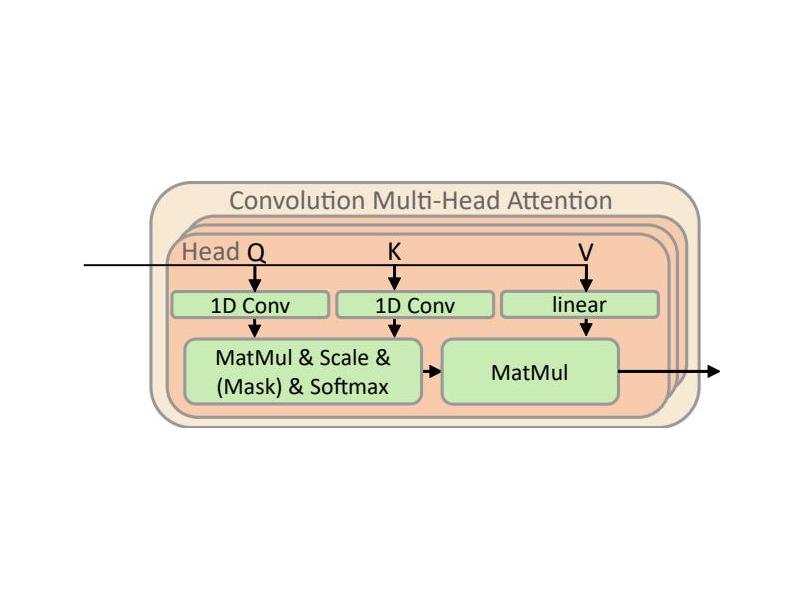 Convolution Multi-Head Attention
Head Q K V
1D Conv 1D Conv linear
MatMul & Scale &
(Mask) & Softmax
MatMul